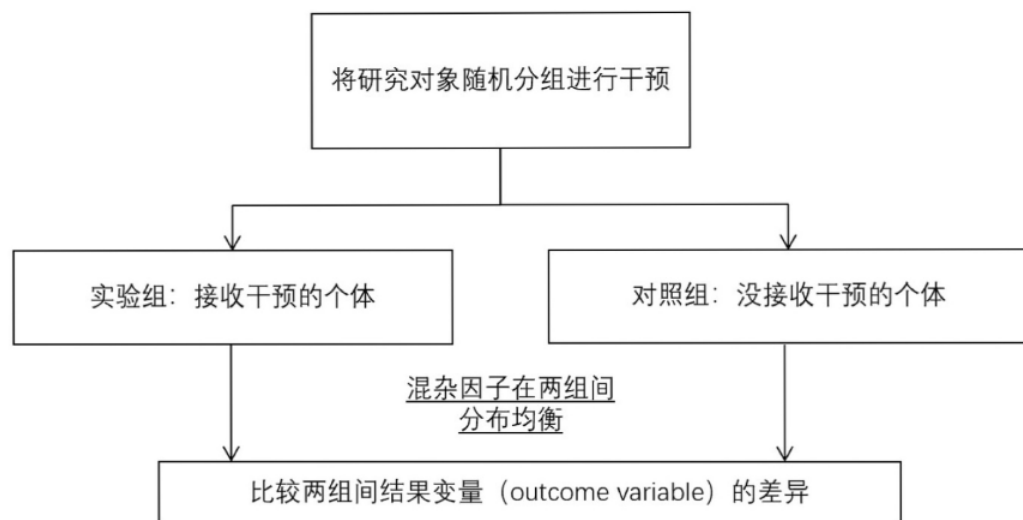 将研究对象随机分组进行干预
实验组：接收干预的个体
对照组：没接收干预的个体
混杂因子在两组间
分布均衡
比较两组间结果变量（outcome variable）的差异